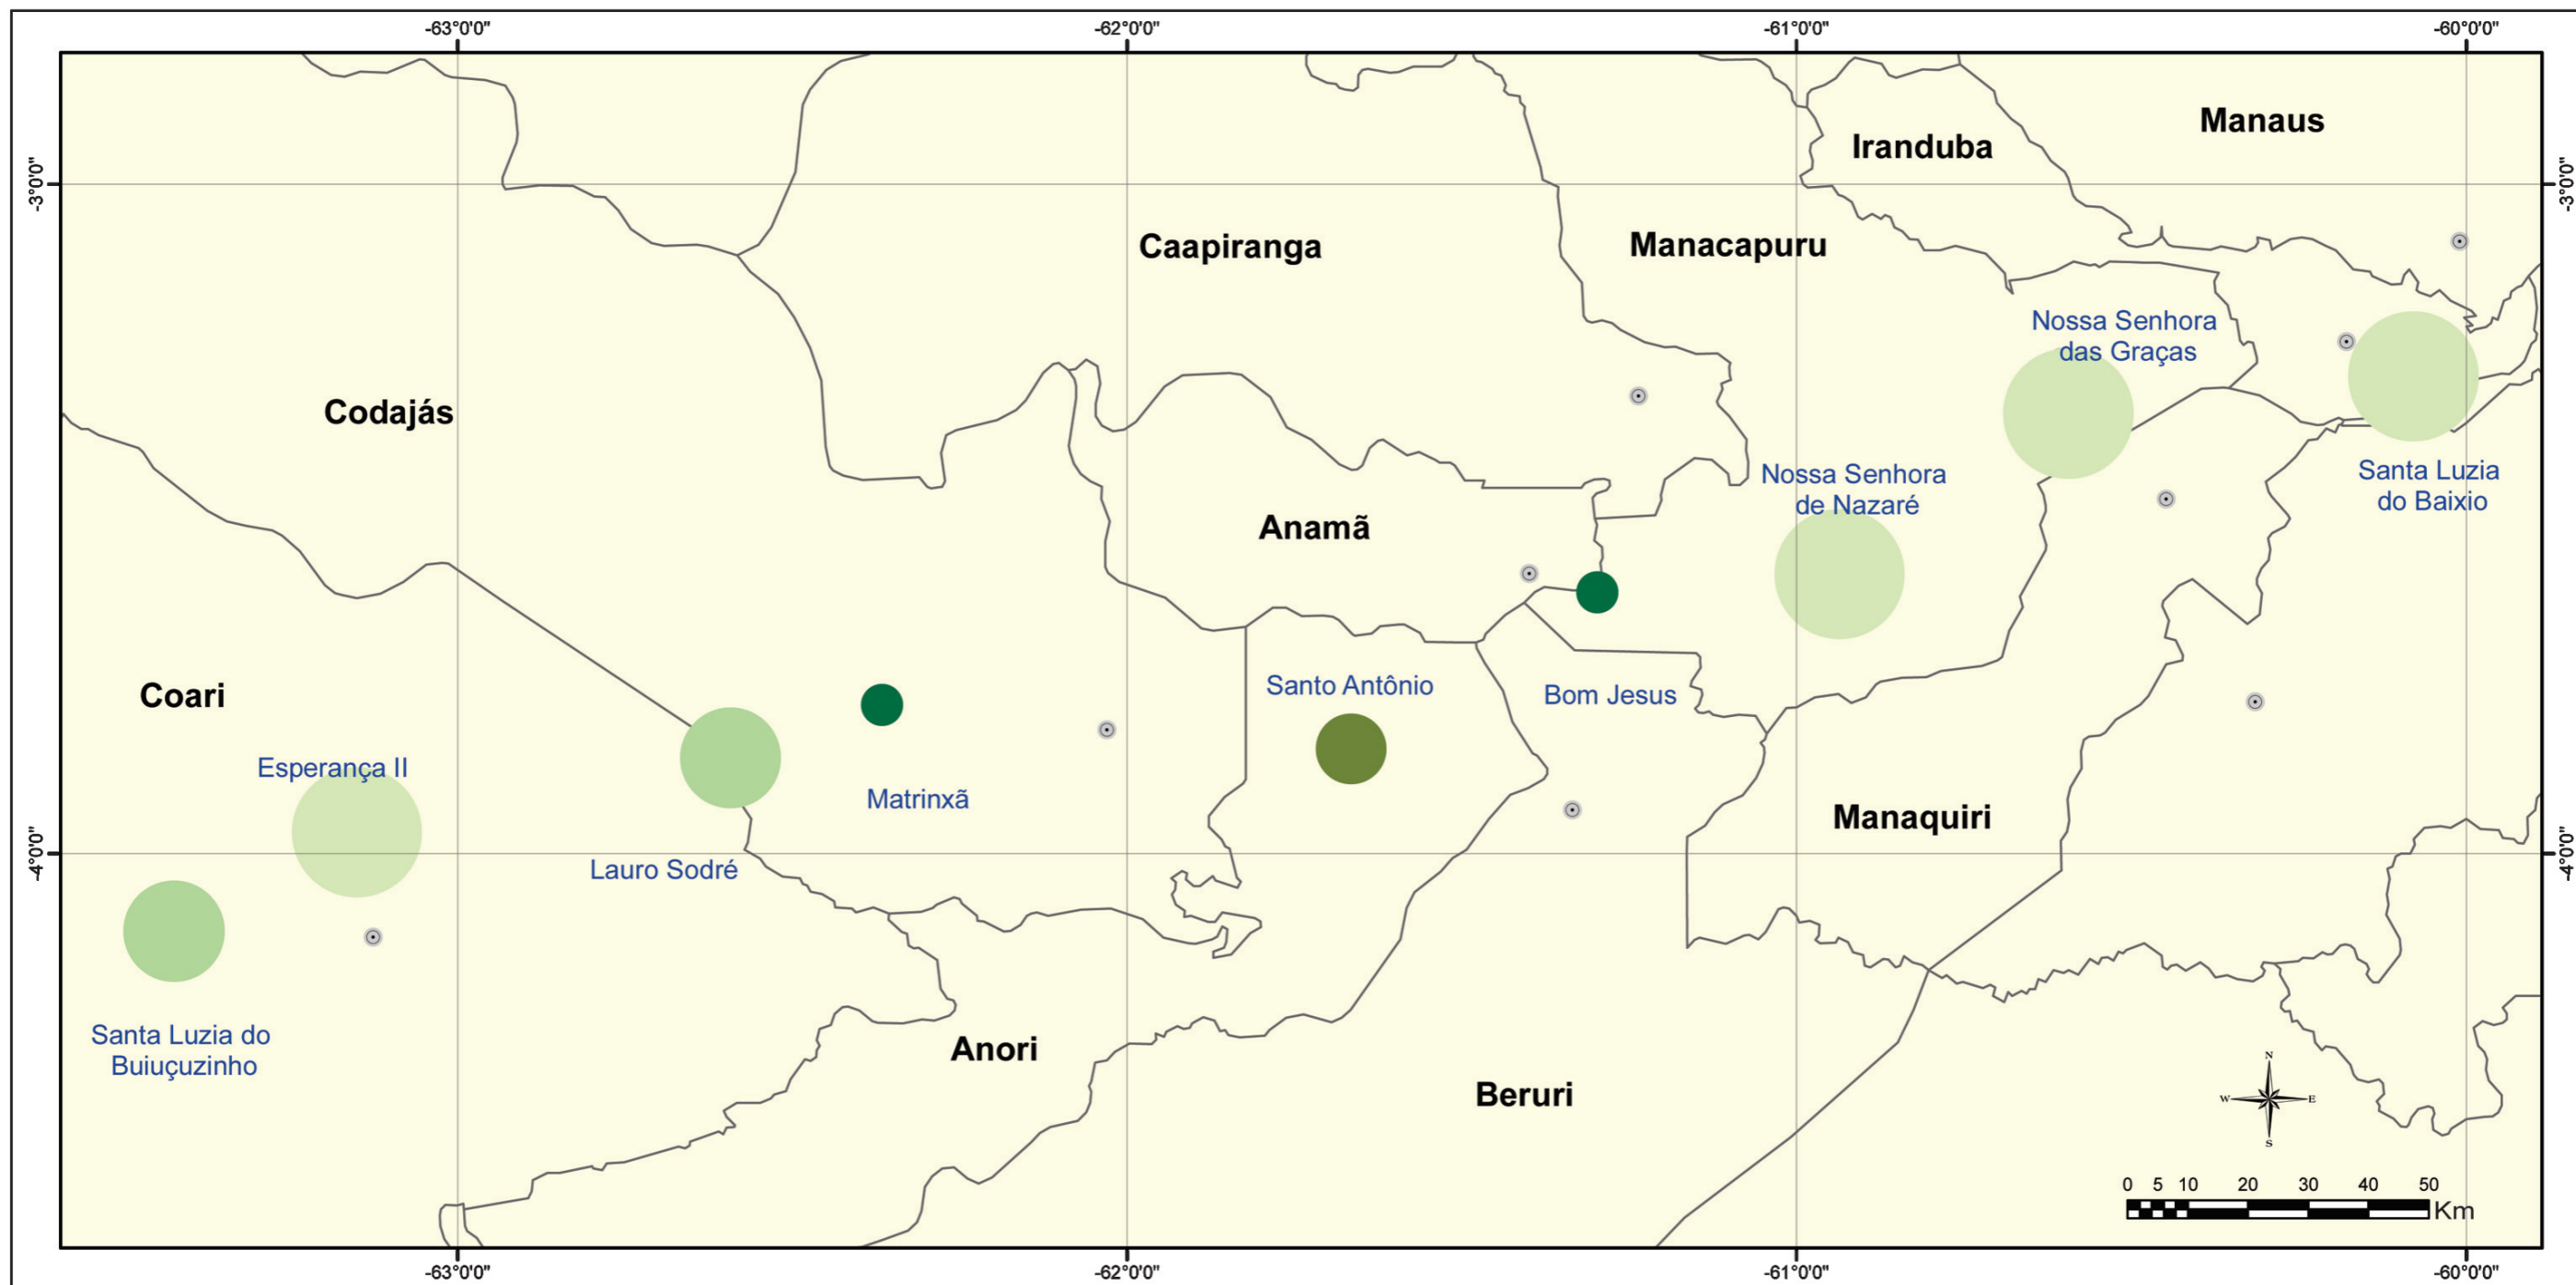 -63°0'0"
-62°0'0"
-61°0'0"
-60°0'0"
Manaus
Iranduba
-3°0'0"
-3°0'0"
Caapiranga
Manacapuru
Nossa Senhora
das Graças
Codajás
Nossa Senhora
de Nazaré
Santa Luzia
do Baixio
Anamã
Coari
Santo Antônio
Bom Jesus
Esperança II
Matrinxã
Manaquiri
-4°0'0"
-4°0'0"
Lauro Sodré
Santa Luzia do
Buiuçuzinho
Anori
Beruri
N
W
E
S
0 5 10 20 30 40 50
Km
-63°0'0"
-62°0'0"
-61°0'0"
-60°0'0"